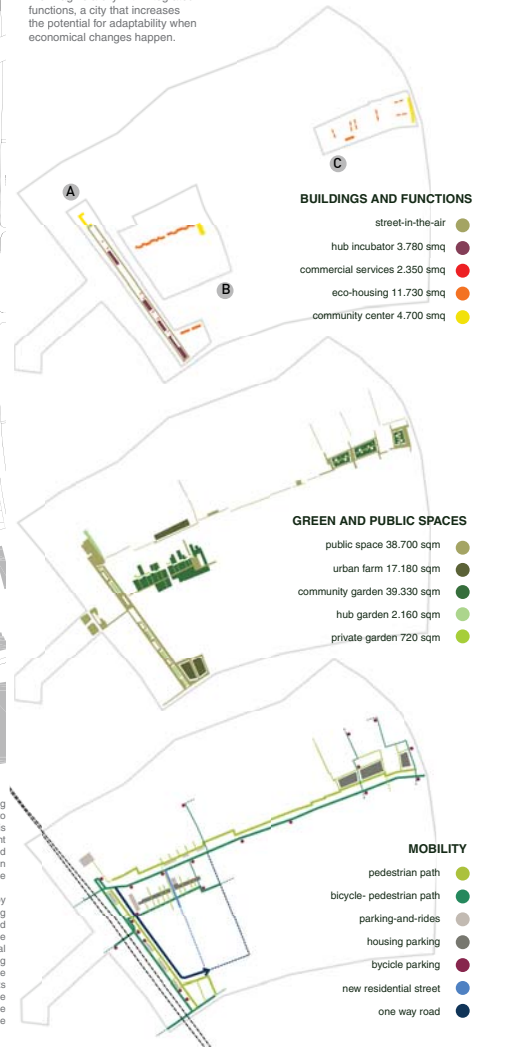 functions, a city that increases
the potential for adaptability when
economical changes happen.
A
C
B
BUILDINGS AND FUNCTIONS
street-in-the-air
hub incubator 3.780 smq
commercial services 2.350 smq
eco-housing 11.730 smq
community center 4.700 smq
GREEN AND PUBLIC SPACES
public space 38.700 sqm
urban farm 17.180 sqm
community garden 39.330 sqm
hub garden 2.160 sqm
private garden 720 sqm
MOBILITY
pedestrian path
bicycle- pedestrian path
parking-and-rides
housing parking
bycicle parking
new residential street
one way road